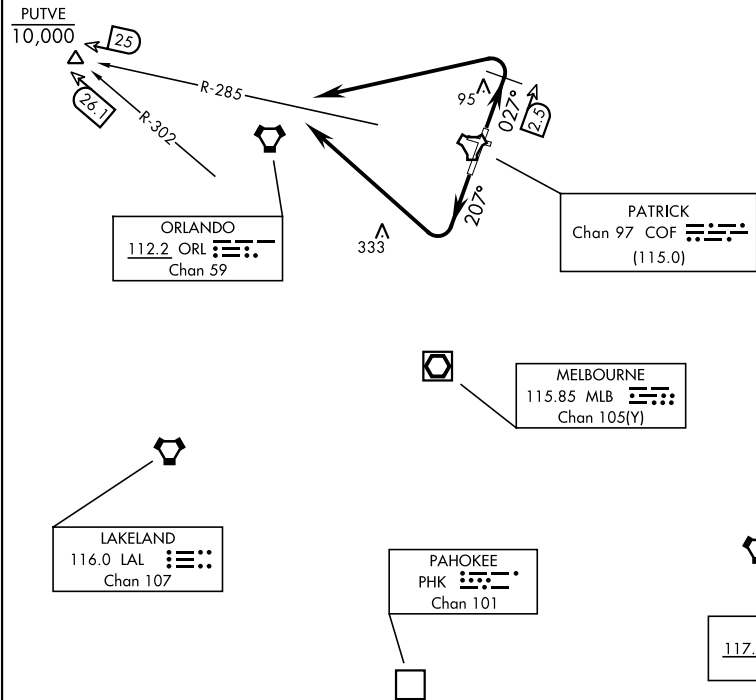 PUTVE
10,000
25
26.1
R-285
R-302
95
027°
2.5
207°
333
ORLANDO
112.2 ORL
Chan 59
PATRICK
Chan 97 COF
(115.0)
MELBOURNE
115.85 MLB
Chan 105(Y)
LAKELAND
116.0 LAL
Chan 107
PAHOKEE
PHK
Chan 101
117.